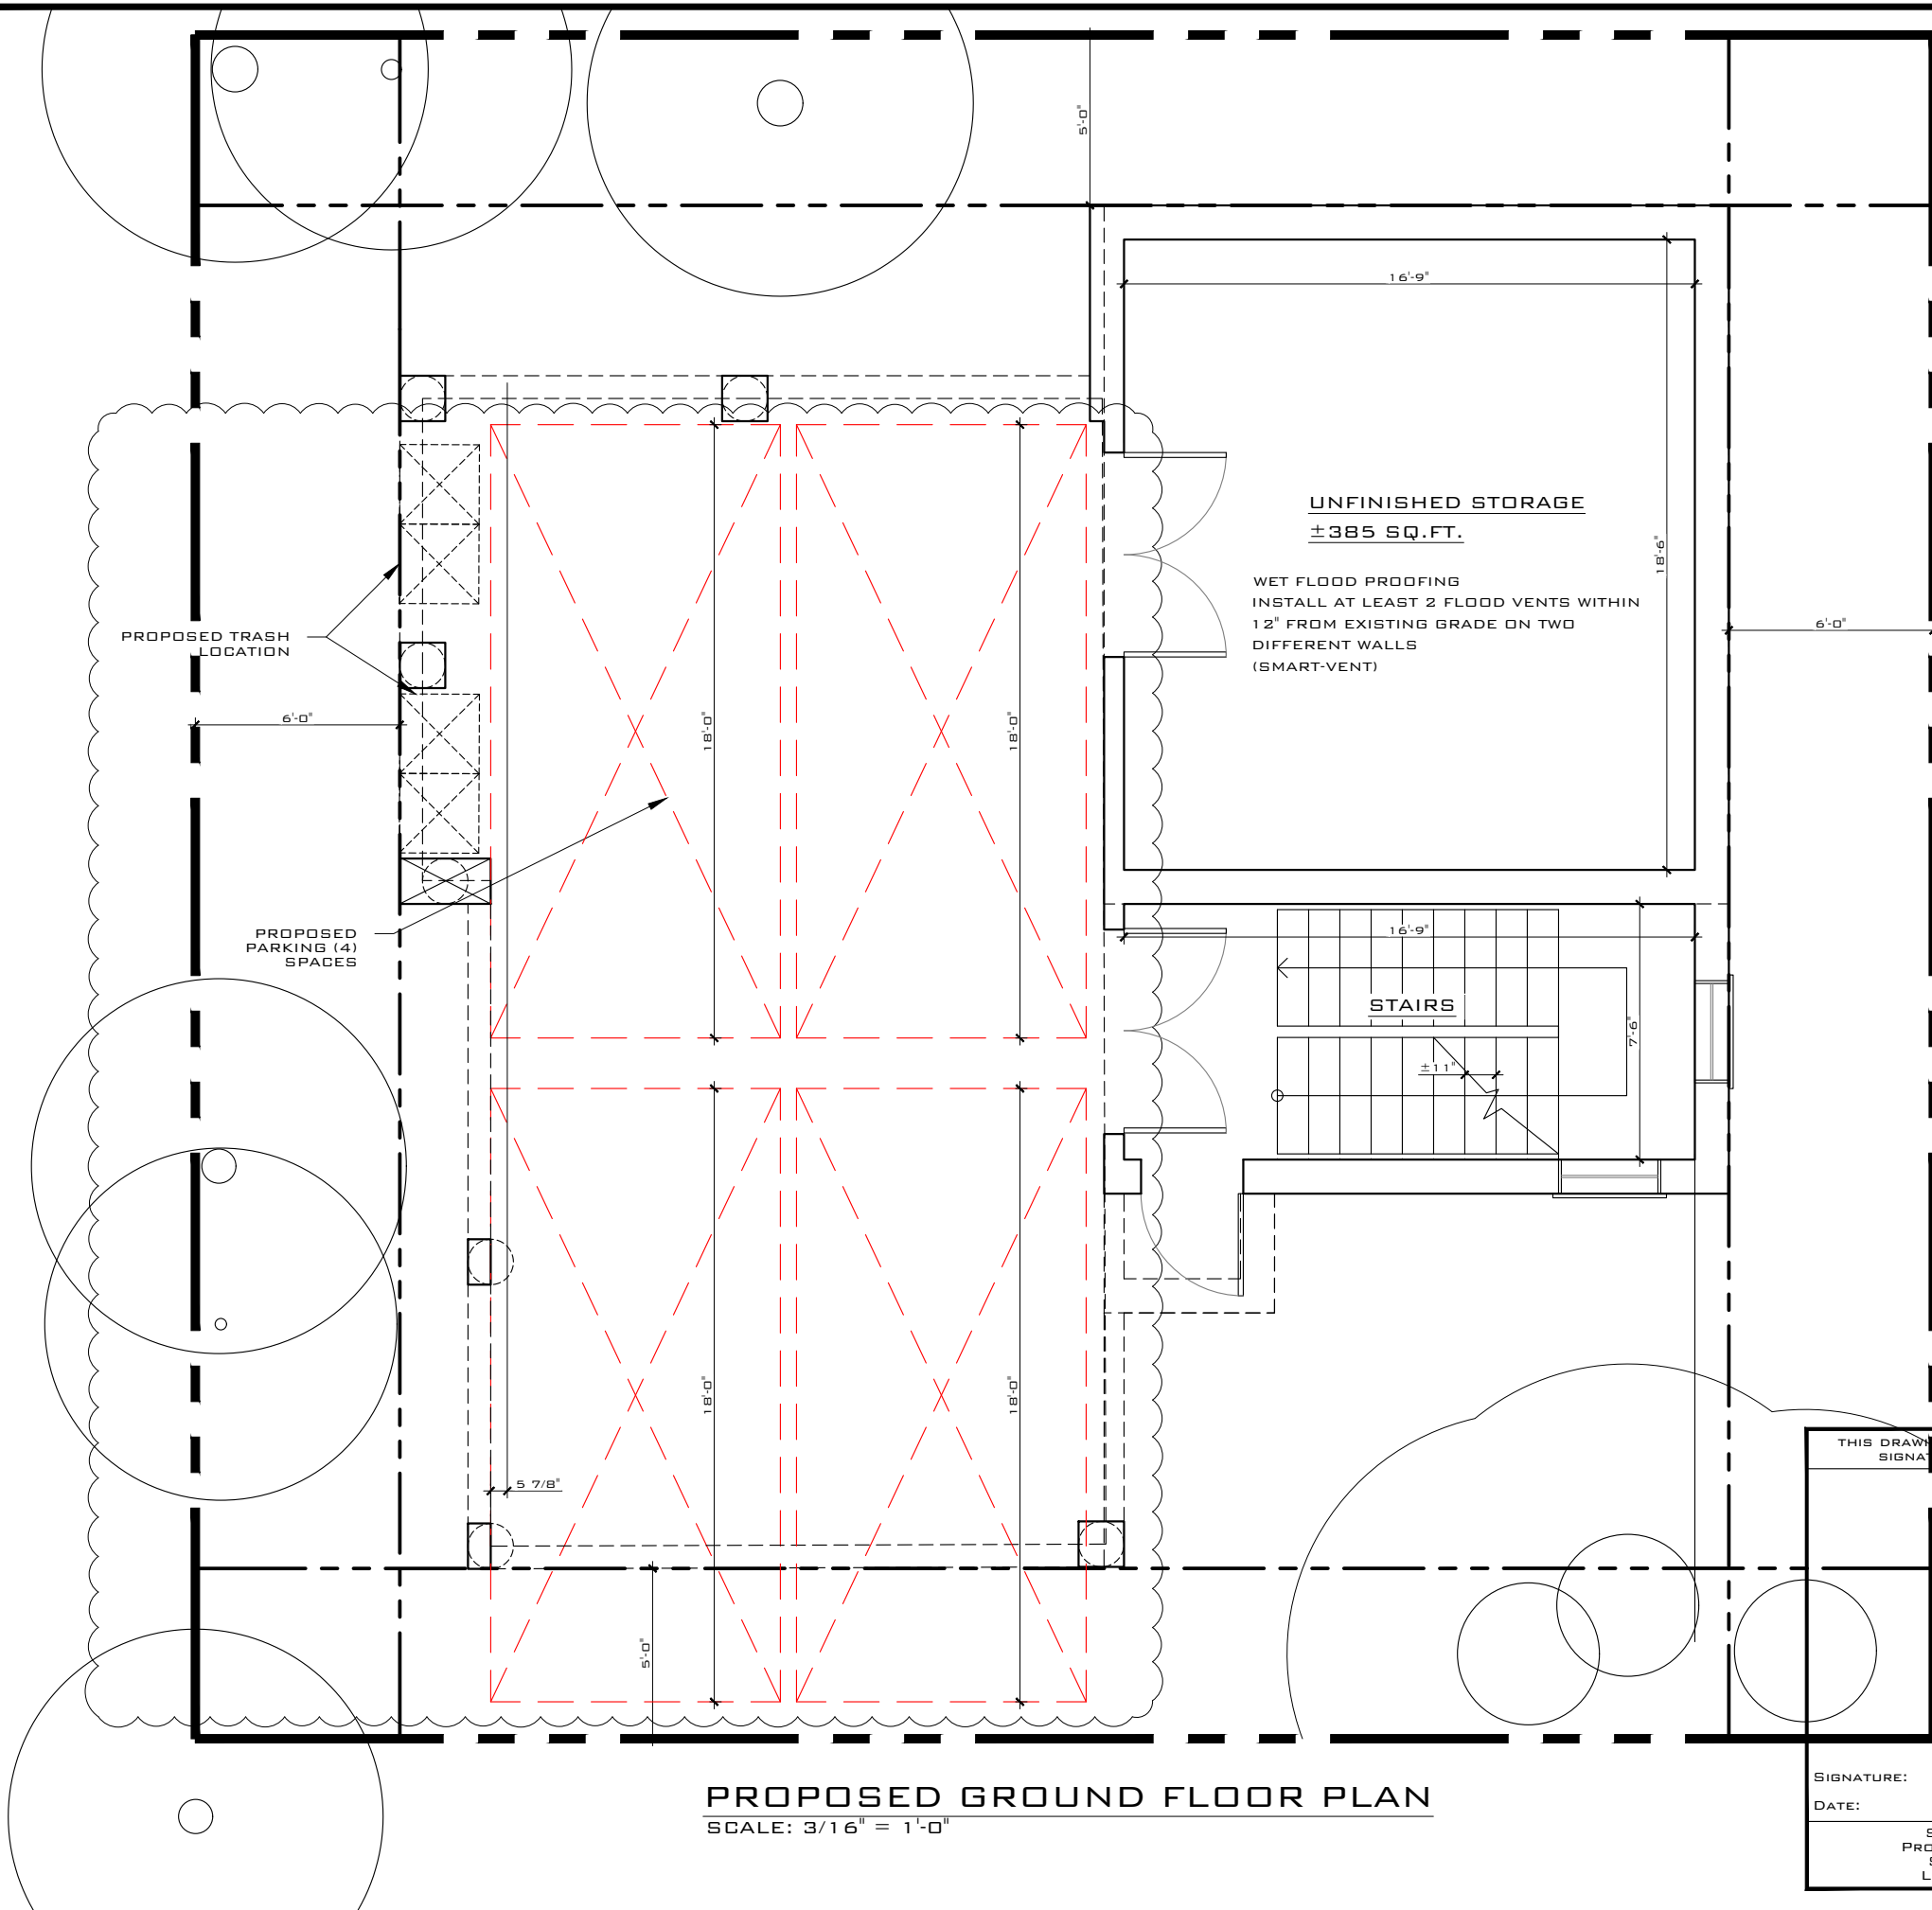 5'-0"
16'-9"
UNFINISHED STORAGE
±385 SQ.FT.
18'-6"
WET FLOOD PROOFING
INSTALL AT LEAST 2 FLOOD VENTS WITHIN
12" FROM EXISTING GRADE ON TWO
DIFFERENT WALLS
(SMART-VENT)
6'-0"
PROPOSED TRASH
LOCATION
6'-0"
18'-0"
18'-0"
PROPOSED
PARKING (4)
SPACES
16'-9"
STAIRS
7'-6"
±11"
18'-0"
18'-0"
5 7/8"
5'-0"
THIS DRAWI
SIGNAT
PROPOSED GROUND FLOOR PLAN
SCALE: 3/16" = 1'-0"
SIGNATURE:
DATE:
S
PRO
S
L